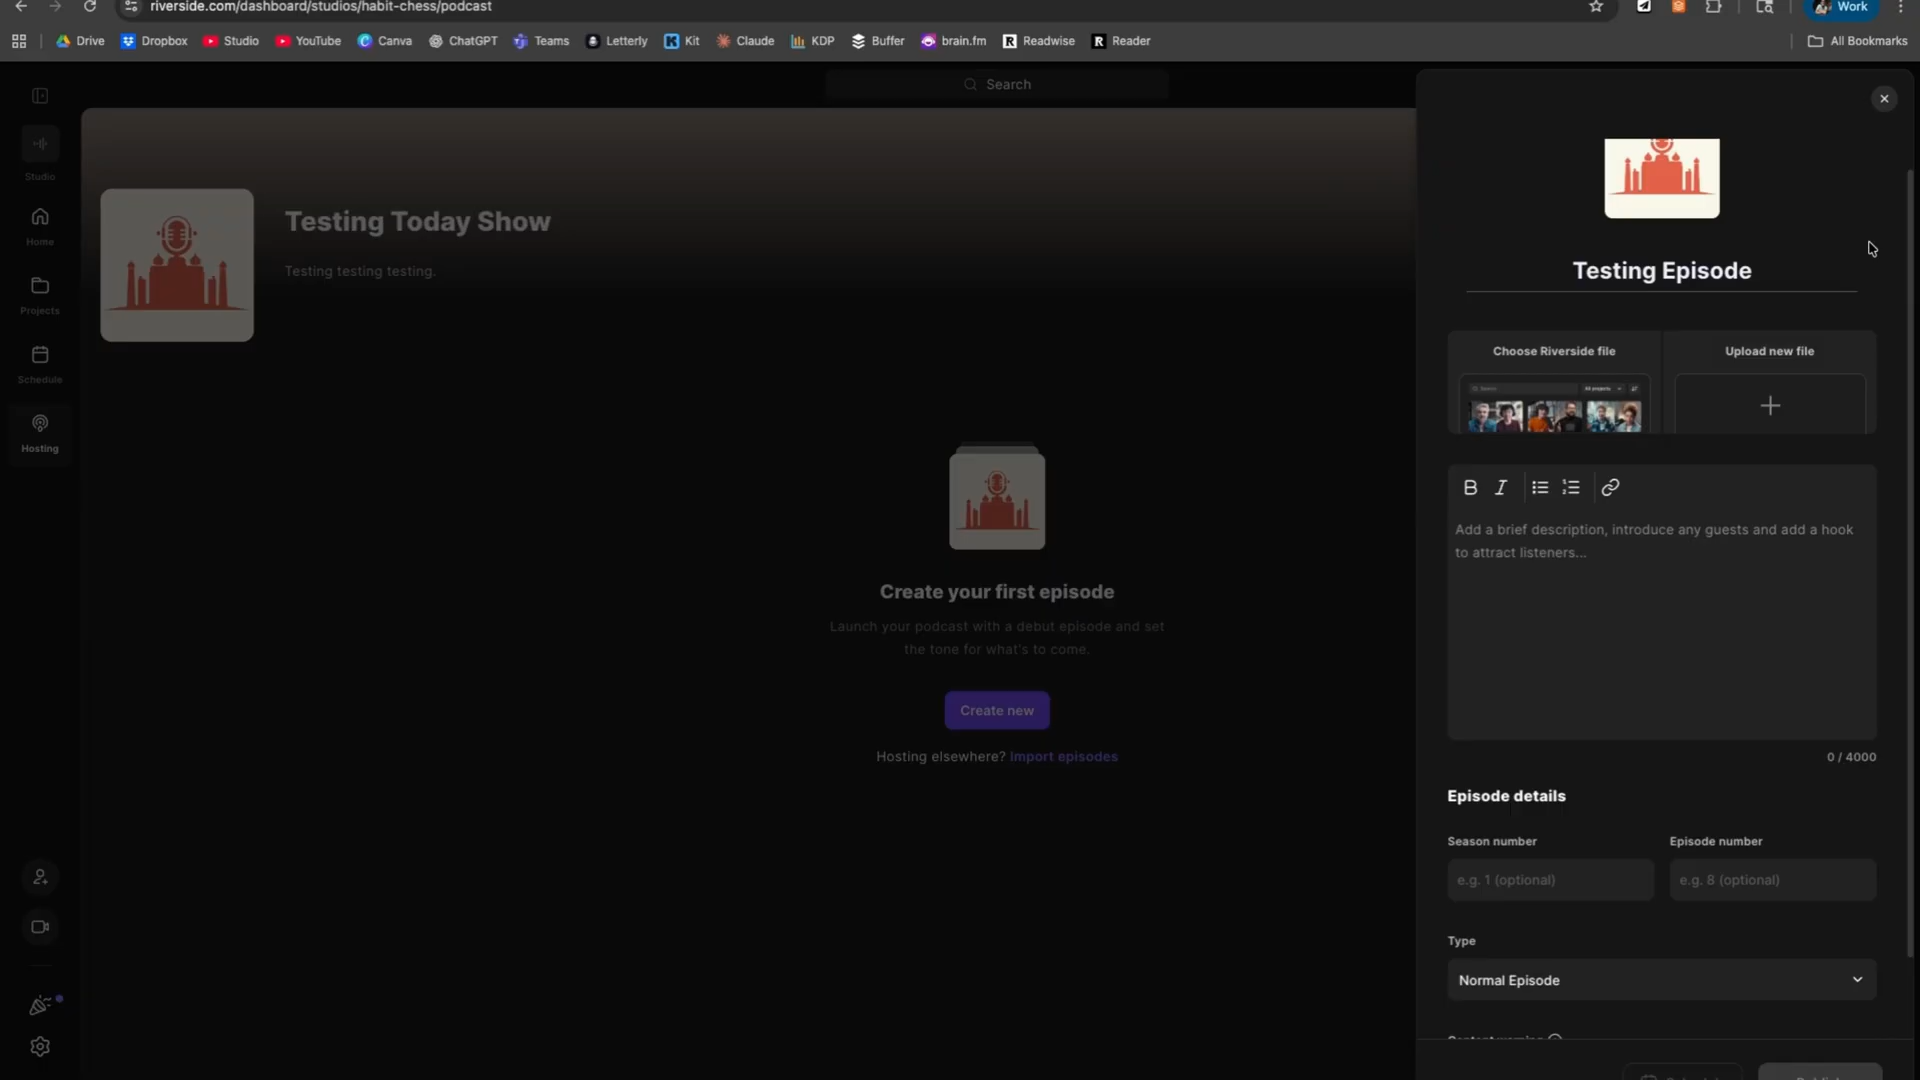 riverside.com/dashboard/studios/habit-chess/podcast
Work
Drive
Dropbox
Studio
YouTube
Canva
ChatGPT
Teams
Letterly
Kit
Claude
KDP
Buffer
brain.fm
Readwise
Reader
All Bookmarks
Search
Studio
Home
Projects
Schedule
Hosting
Testing Today Show
Testing testing testing.
Create your first episode
Launch your podcast with a debut episode and set
the tone for what's to come.
Create new
Hosting elsewhere? Import episodes
Testing Episode
Choose Riverside file
Upload new file
Search
All projects
Add a brief description, introduce any guests and add a hook
to attract listeners...
0 / 4000
Episode details
Season number
Episode number
e.g. 1 (optional)
e.g. 8 (optional)
Type
Normal Episode